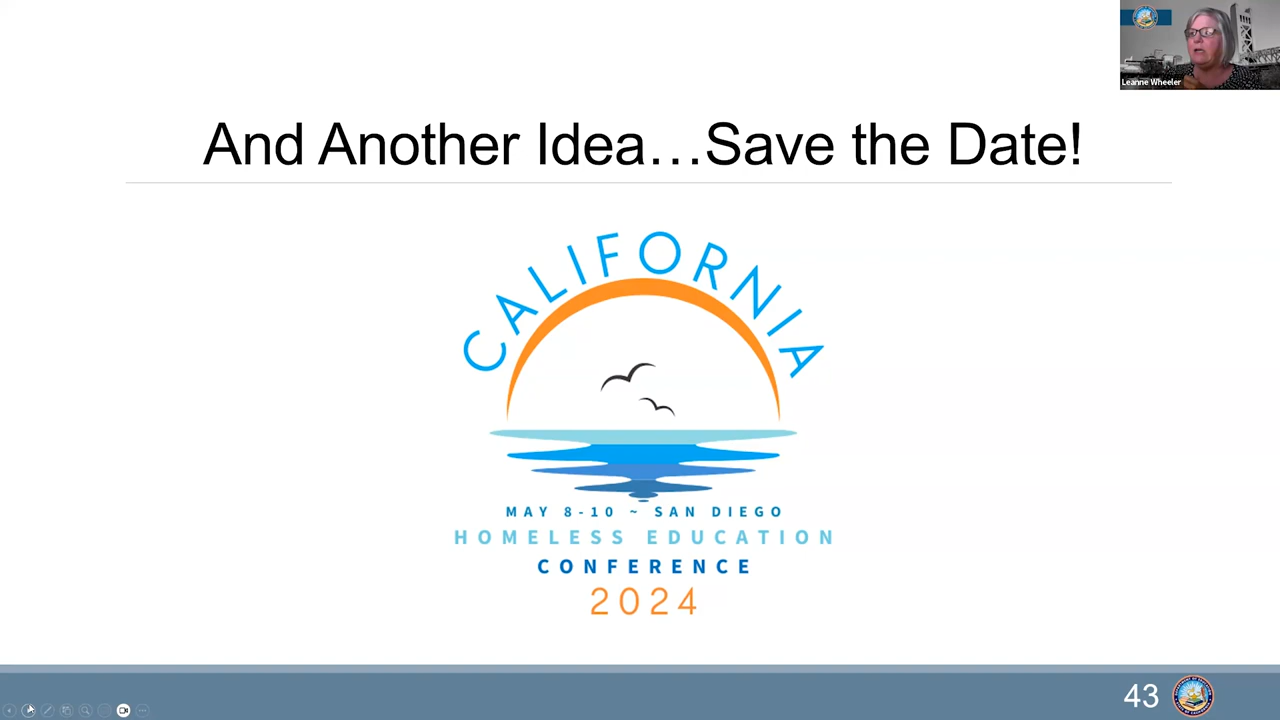 Leanne Wheeler
And Another Idea…Save the Date!
CALIFORNIA
MAY 8-10 ~ SAN DIEGO
HOMELESS EDUCATION
CONFERENCE
2024
43